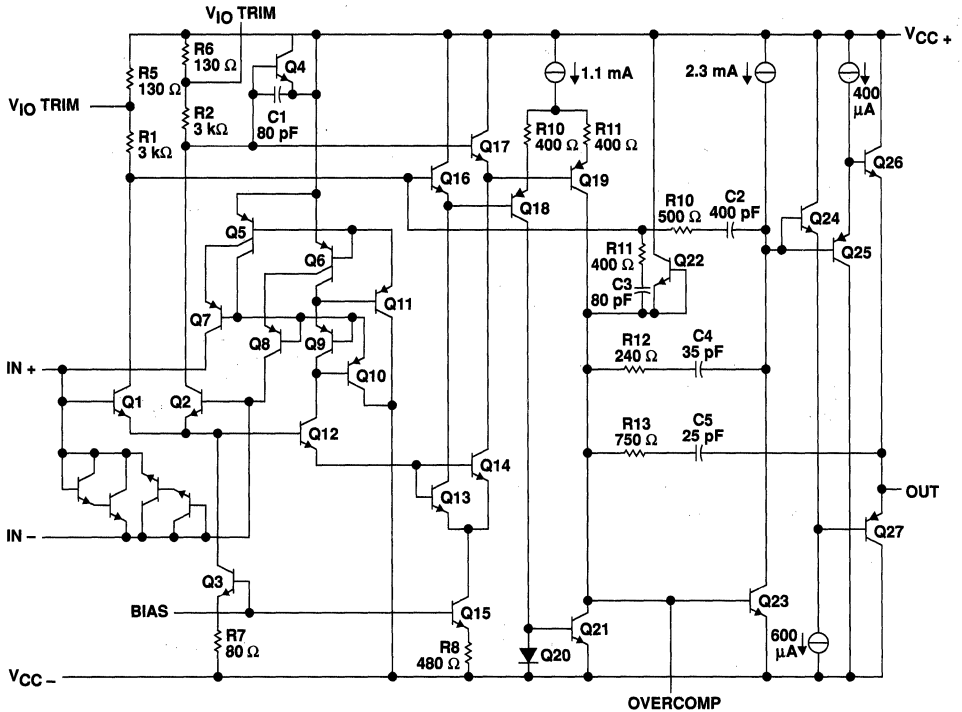 VIO TRIM
VCC +
R6
130 Ω
R5
130 Ω
Q4
1.1 mA
2.3 mA
400
µA
VIO TRIM
R2
3 kΩ
C1
80 pF
R1
3 kΩ
R10
400 Ω
R11
400 Ω
Q17
Q26
Q16
Q19
Q18
R10
500 Ω
C2
400 pF
Q24
Q5
Q25
Q6
R11
400 Ω
Q22
C3
80 pF
Q11
Q7
Q8
Q9
R12
240 Ω
C4
35 pF
IN +
Q10
Q1
Q2
Q12
R13
750 Ω
C5
25 pF
Q14
Q13
OUT
Q27
IN −
Q3
BIAS
Q15
Q23
Q21
R7
80 Ω
R8
480 Ω
Q20
600
µA
VCC −
OVERCOMP